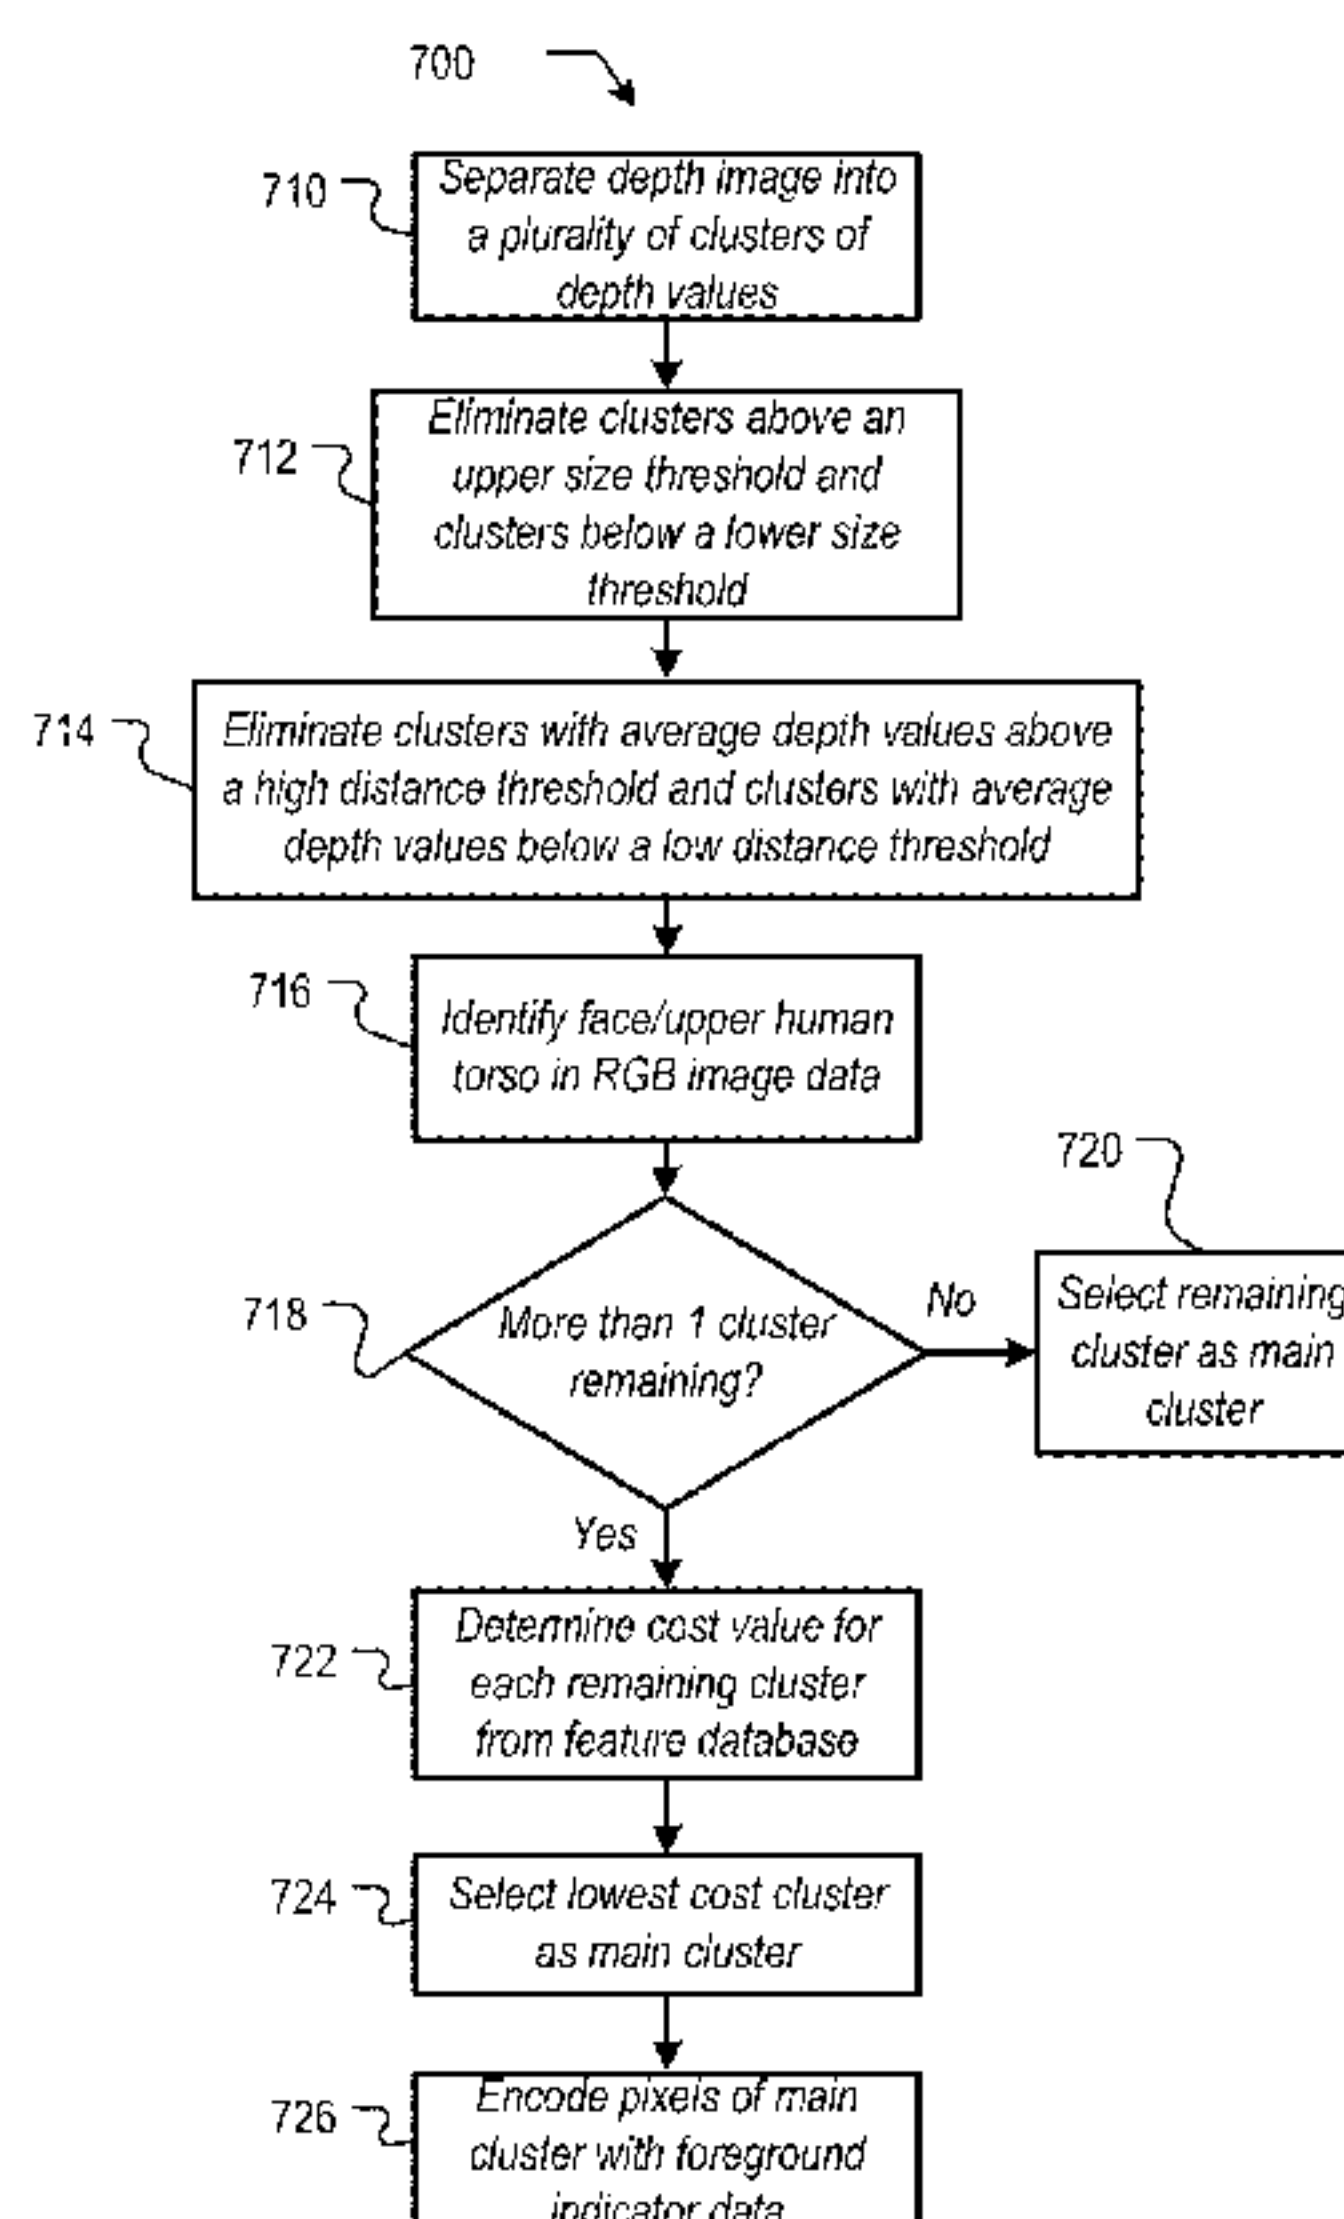 700
710
Separate depth image into
a plurality of clusters of
depth values
712
Eliminate clusters above an
upper size threshold and
clusters below a lower size
threshold
714
Eliminate clusters with average depth values above
a high distance threshold and clusters with average
depth values below a low distance threshold
716
Identify face/upper human
torso in RGB image data
718
More than 1 cluster
remaining?
No
720
Select remaining
cluster as main
cluster
Yes
722
Determine cost value for
each remaining cluster
from feature database
724
Select lowest cost cluster
as main cluster
726
Encode pixels of main
cluster with foreground
indicator data